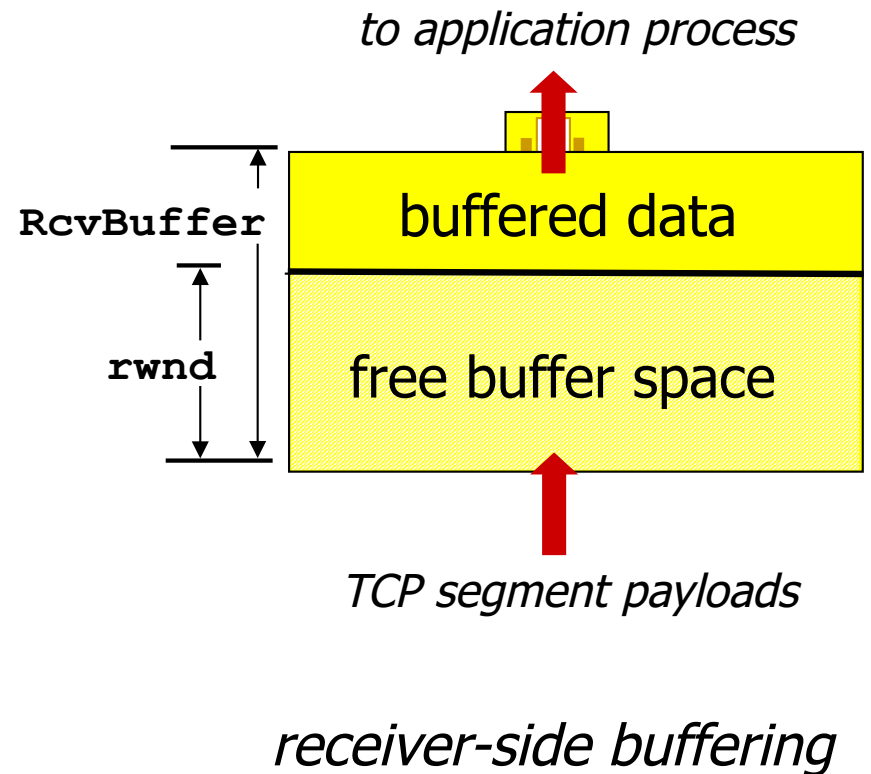 to application process
RcvBuffer
buffered data
rwnd
free buffer space
TCP segment payloads
receiver-side buffering